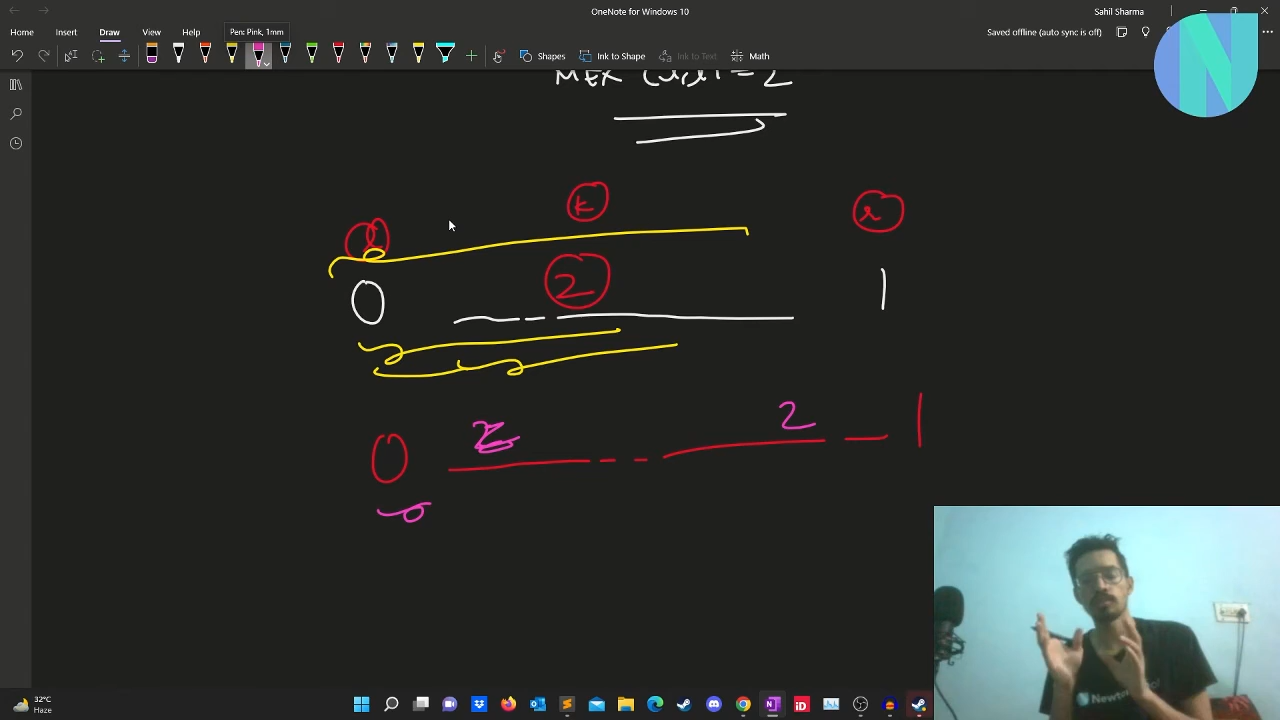 OneNote for Windows 10
Sahil Sharma
Home Insert Draw View Help
Pen: Pink, 1mm
Saved offline (auto sync is off)
Shapes Ink to Shape Ink to Text Math
= 2
k
l
r
0 2 1
2 2
0 1
32°C
Haze